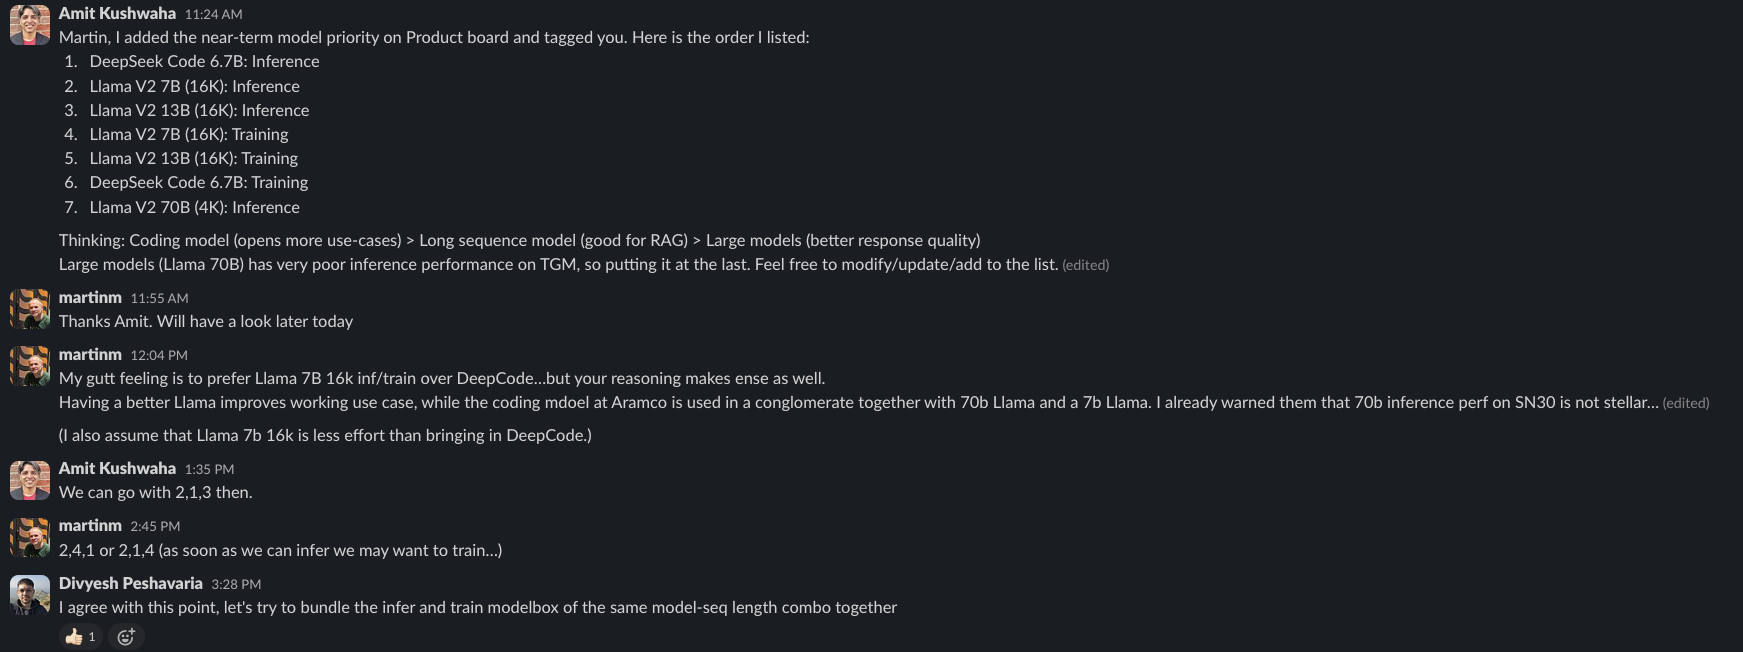 Amit Kushwaha 11:24 AM
Martin, I added the near-term model priority on Product board and tagged you. Here is the order I listed:
1. DeepSeek Code 6.7B: Inference
2. Llama V2 7B (16K): Inference
3. Llama V2 13B (16K): Inference
4. Llama V2 7B (16K): Training
5. Llama V2 13B (16K): Training
6. DeepSeek Code 6.7B: Training
7. Llama V2 70B (4K): Inference
Thinking: Coding model (opens more use-cases) > Long sequence model (good for RAG) > Large models (better response quality)
Large models (Llama 70B) has very poor inference performance on TGM, so putting it at the last. Feel free to modify/update/add to the list. (edited)
martinm 11:55 AM
Thanks Amit. Will have a look later today
martinm 12:04 PM
My gutt feeling is to prefer Llama 7B 16k inf/train over DeepCode...but your reasoning makes ense as well.
Having a better Llama improves working use case, while the coding mdoel at Aramco is used in a conglomerate together with 70b Llama and a 7b Llama. I already warned them that 70b inference perf on SN30 is not stellar... (edited)
(I also assume that Llama 7b 16k is less effort than bringing in DeepCode.)
Amit Kushwaha 1:35 PM
We can go with 2,1,3 then.
martinm 2:45 PM
2,4,1 or 2,1,4 (as soon as we can infer we may want to train...)
Divyesh Peshavaria 3:28 PM
I agree with this point, let's try to bundle the infer and train modelbox of the same model-seq length combo together
1